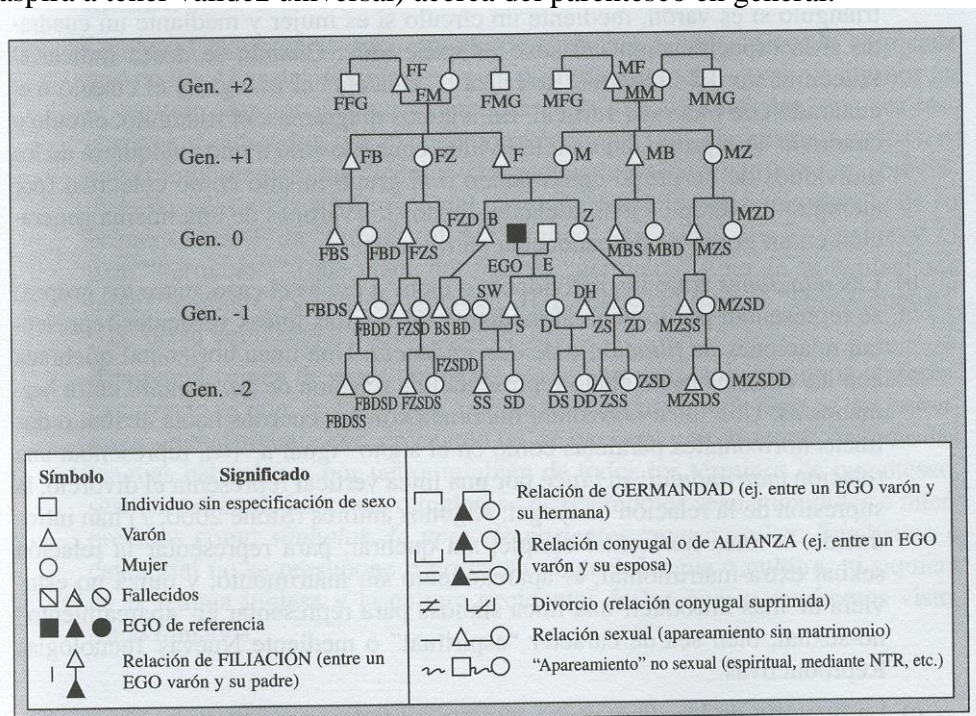 aspira a tener validez universal) acerca del parentesco en general.
Gen. +2
FFG
FF
FM
FMG
MFG
MF
MM
MMG
Gen. +1
FB
FZ
F
M
MB
MZ
Gen. 0
FBS
FBD
FZS
FZD
B
EGO
E
Z
MBS
MBD
MZS
MZD
Gen. -1
FBDS
FBDD
FZSD
BS
BD
SW
S
D
DH
ZS
ZD
MZSS
MZSD
Gen. -2
FBDSS
FBDSD
FZSDS
FZSDD
SS
SD
DS
DD
ZSS
ZSD
MZSDS
MZSDD
Símbolo Significado
Individuo sin especificación de sexo
Varón
Mujer
Fallecidos
EGO de referencia
Relación de FILIACIÓN (entre un
EGO varón y su padre)
Relación de GERMANDAD (ej. entre un EGO varón y
su hermana)
Relación conyugal o de ALIANZA (ej. entre un EGO
varón y su esposa)
Divorcio (relación conyugal suprimida)
Relación sexual (apareamiento sin matrimonio)
“Apareamiento” no sexual (espiritual, mediante NTR, etc.)